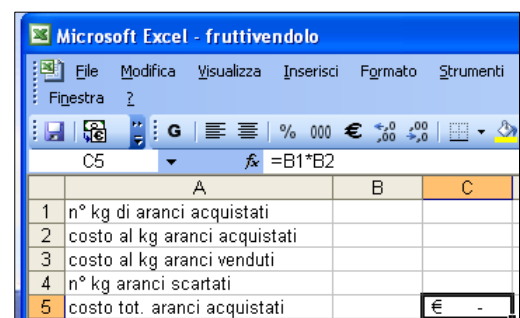 Microsoft Excel - fruttivendolo
File Modifica Visualizza Inserisci Formato Strumenti
Finestra ?
G % 000 € ,00 ,00
C5 fx =B1*B2
A B C
1 n° kg di aranci acquistati
2 costo al kg aranci acquistati
3 costo al kg aranci venduti
4 n° kg aranci scartati
5 costo tot. aranci acquistati € -